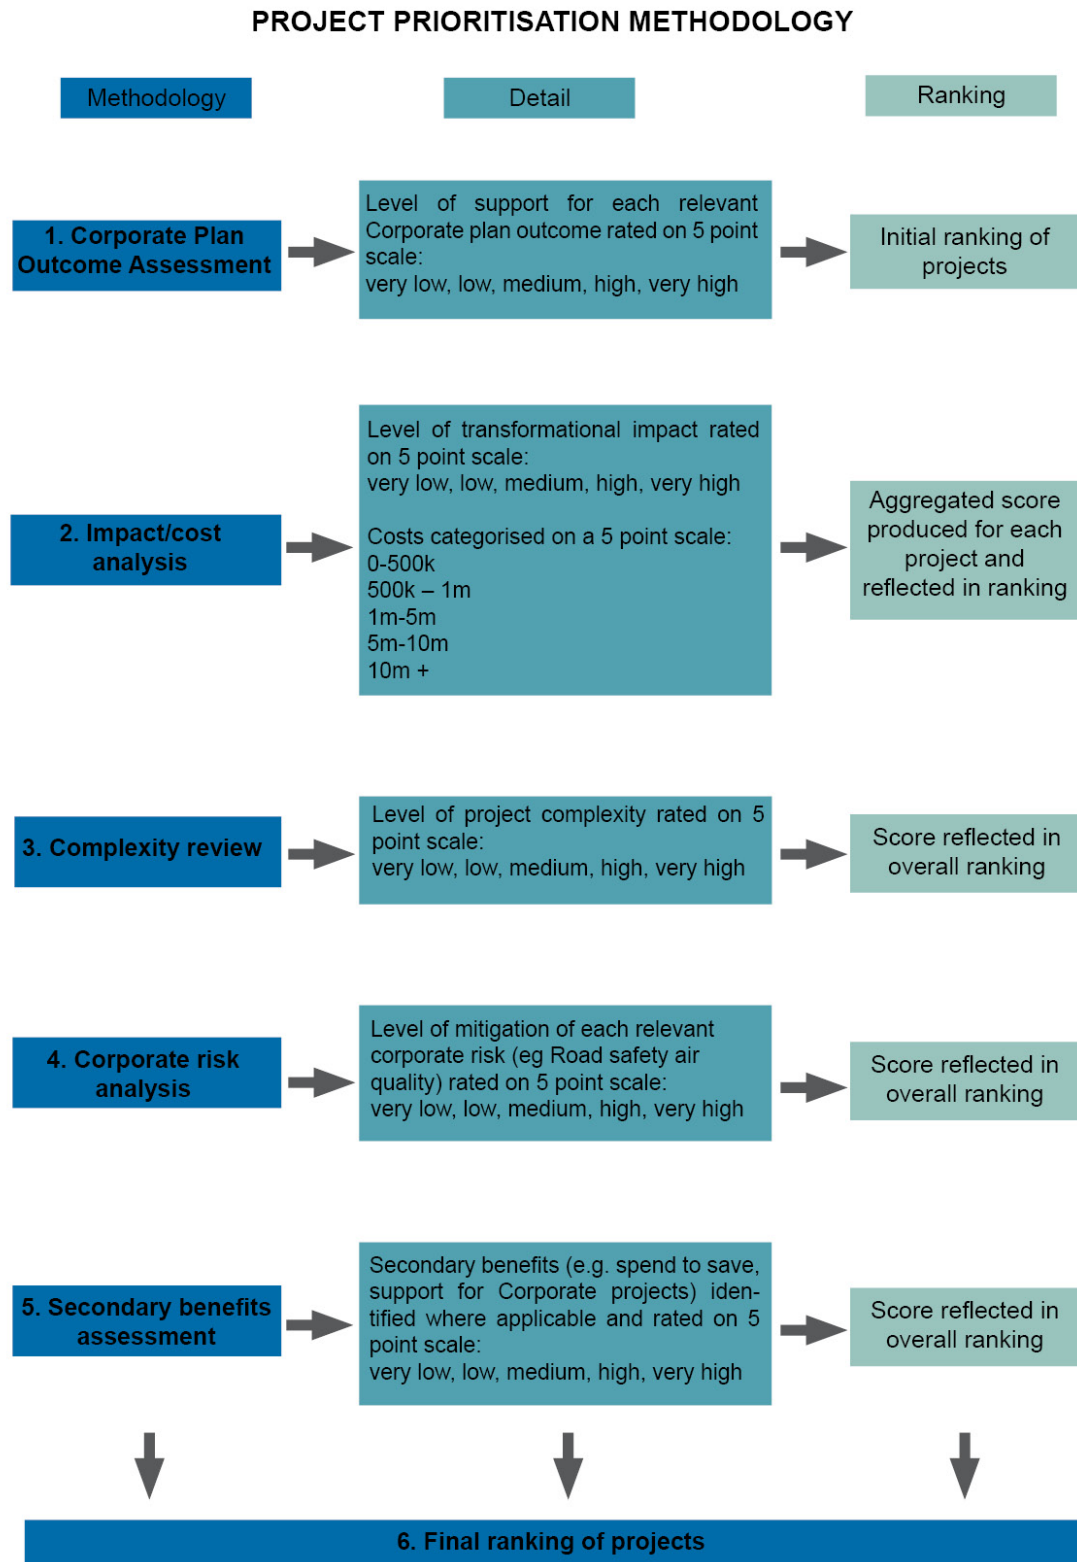 PROJECT PRIORITISATION METHODOLOGY
Methodology
Detail
Ranking
1. Corporate Plan
Outcome Assessment
Level of support for each relevant
Corporate plan outcome rated on 5 point
scale:
very low, low, medium, high, very high
Initial ranking of
projects
2. Impact/cost
analysis
Level of transformational impact rated
on 5 point scale:
very low, low, medium, high, very high
Costs categorised on a 5 point scale:
0-500k
500k – 1m
1m-5m
5m-10m
10m +
Aggregated score
produced for each
project and
reflected in ranking
3. Complexity review
Level of project complexity rated on 5
point scale:
very low, low, medium, high, very high
Score reflected in
overall ranking
4. Corporate risk
analysis
Level of mitigation of each relevant
corporate risk (eg Road safety air
quality) rated on 5 point scale:
very low, low, medium, high, very high
Score reflected in
overall ranking
5. Secondary benefits
assessment
Secondary benefits (e.g. spend to save,
support for Corporate projects) iden-
tified where applicable and rated on 5
point scale:
very low, low, medium, high, very high
Score reflected in
overall ranking
6. Final ranking of projects